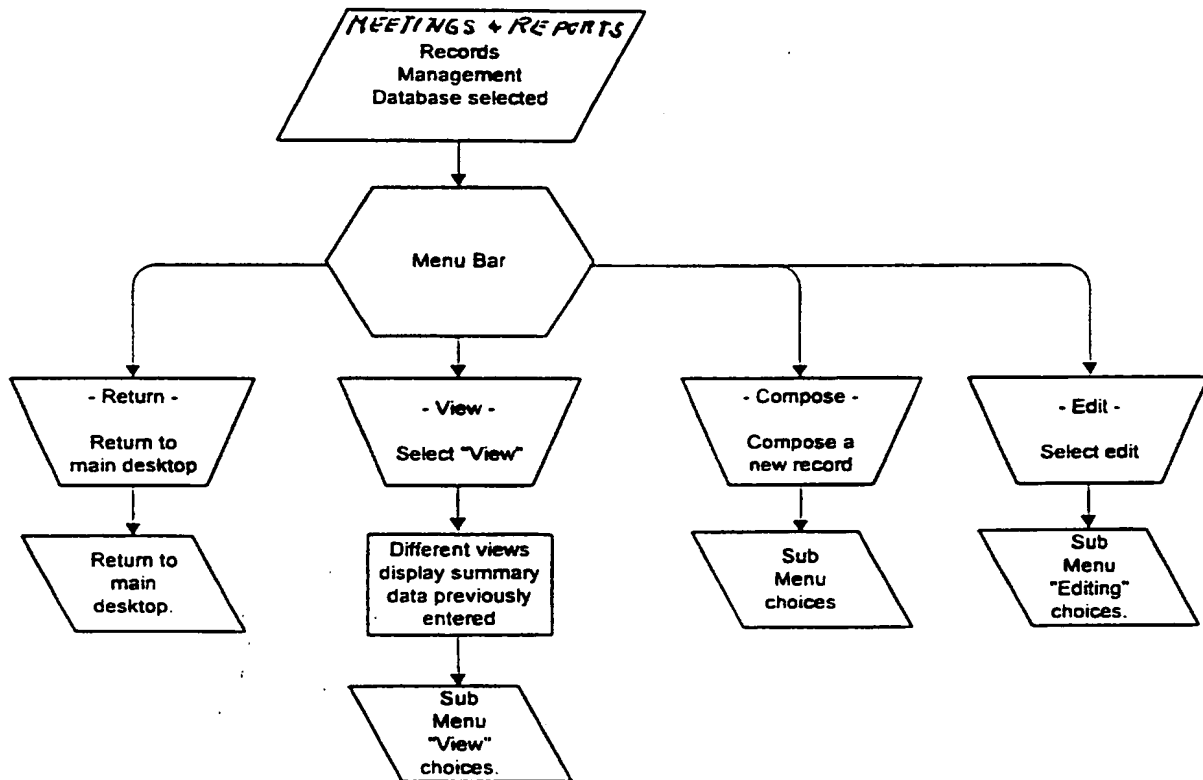 MEETINGS & REPORTS
Records
Management
Database selected
Menu Bar
- Return -
Return to
main desktop
- View -
Select "View"
- Compose -
Compose a
new record
- Edit -
Select edit
Return to
main
desktop.
Different views
display summary
data previously
entered
Sub
Menu
choices
Sub
Menu
"Editing"
choices.
Sub
Menu
"View"
choices.